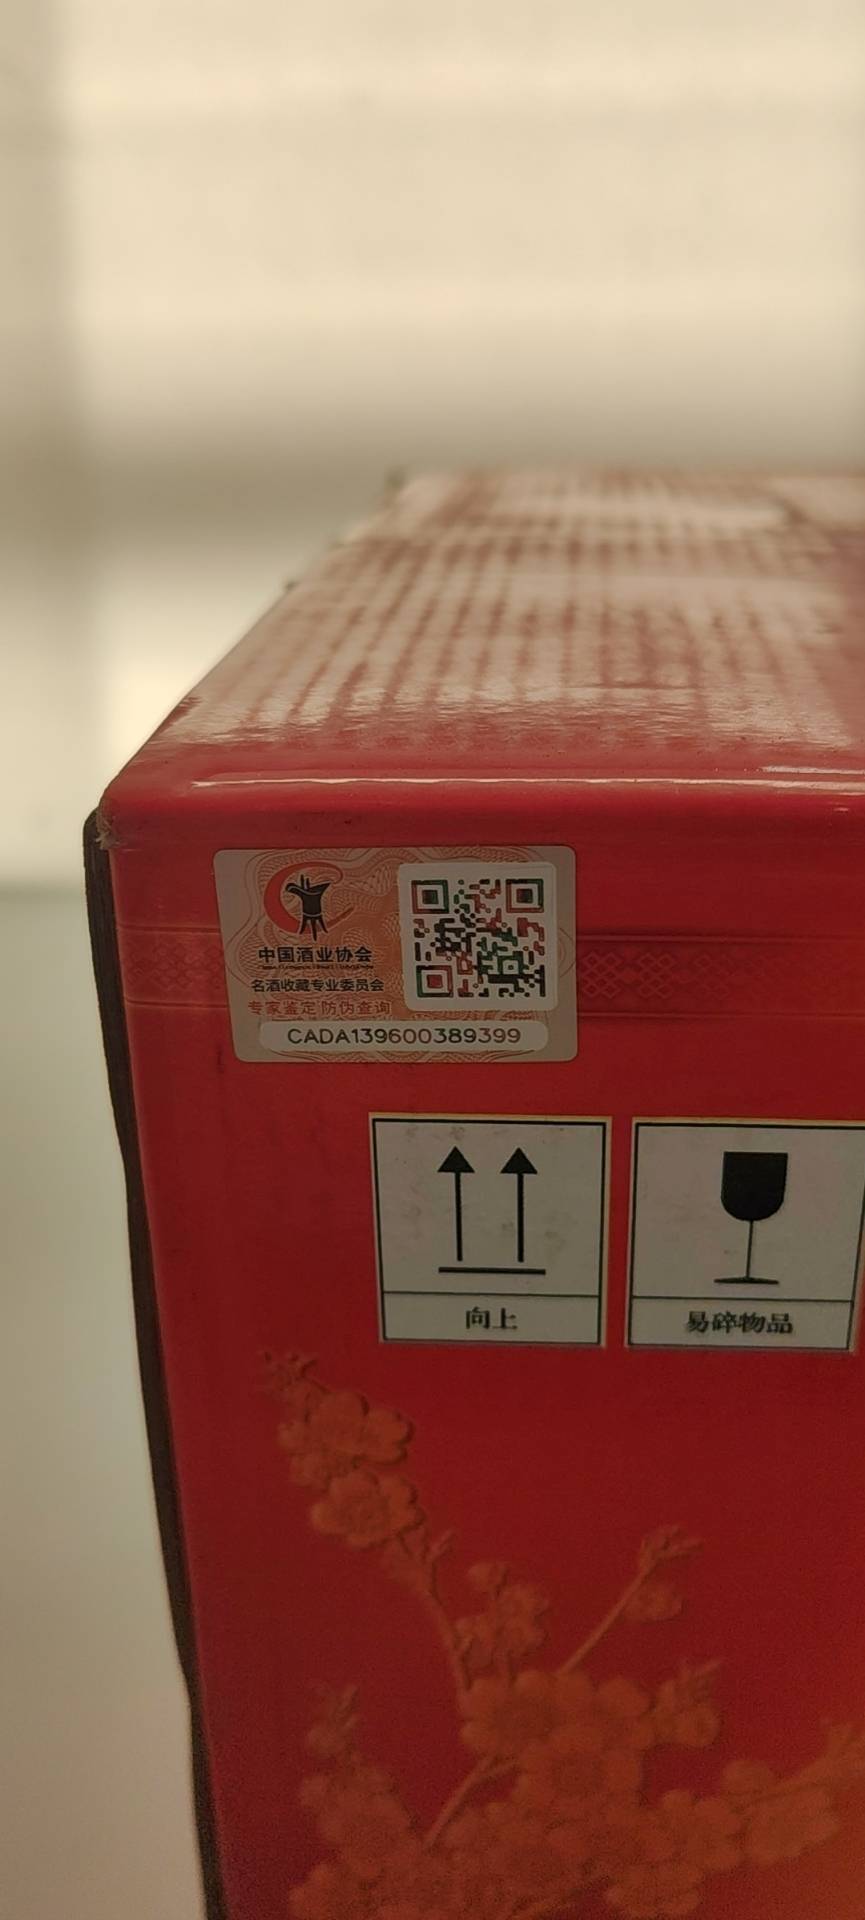 中国酒业协会
名酒收藏专业委员会
专家鉴定 防伪查询
CADA139600389399
向上
易碎物品